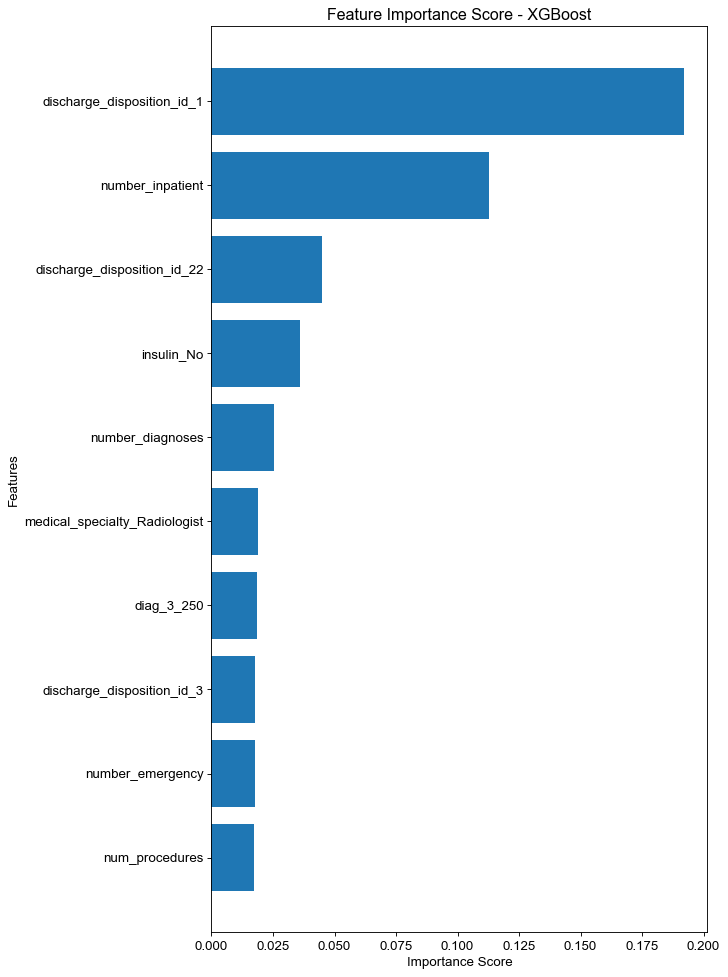 Feature Importance Score - XGBoost
discharge_disposition_id_1
number_inpatient
discharge_disposition_id_22
insulin_No
number_diagnoses
medical_specialty_Radiologist
diag_3_250
discharge_disposition_id_3
number_emergency
num_procedures
Features
0.000 0.025 0.050 0.075 0.100 0.125 0.150 0.175 0.200
Importance Score